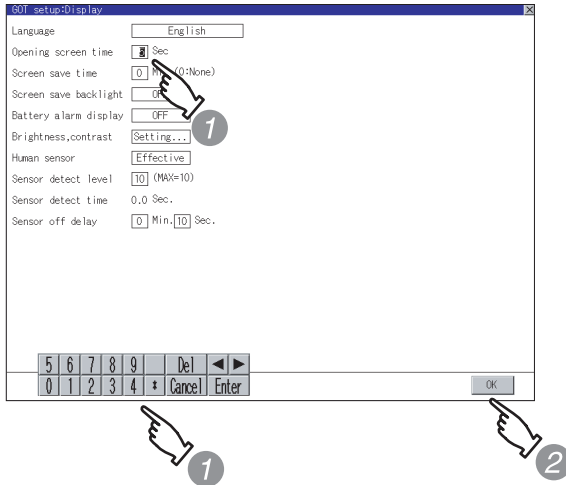 GOT setup:Display
Language English
Opening screen time Sec
Screen save time 0 (0:None)
Screen save backlight
Battery alarm display OFF
Brightness,contrast Setting...
Human sensor Effective
Sensor detect level 10 (MAX=10)
Sensor detect time 0.0 Sec.
Sensor off delay 0 Min. 10 Sec.
1
5 6 7 8 9 Del ◀ ▶
0 1 2 3 4 * Cancel Enter
OK
1
2